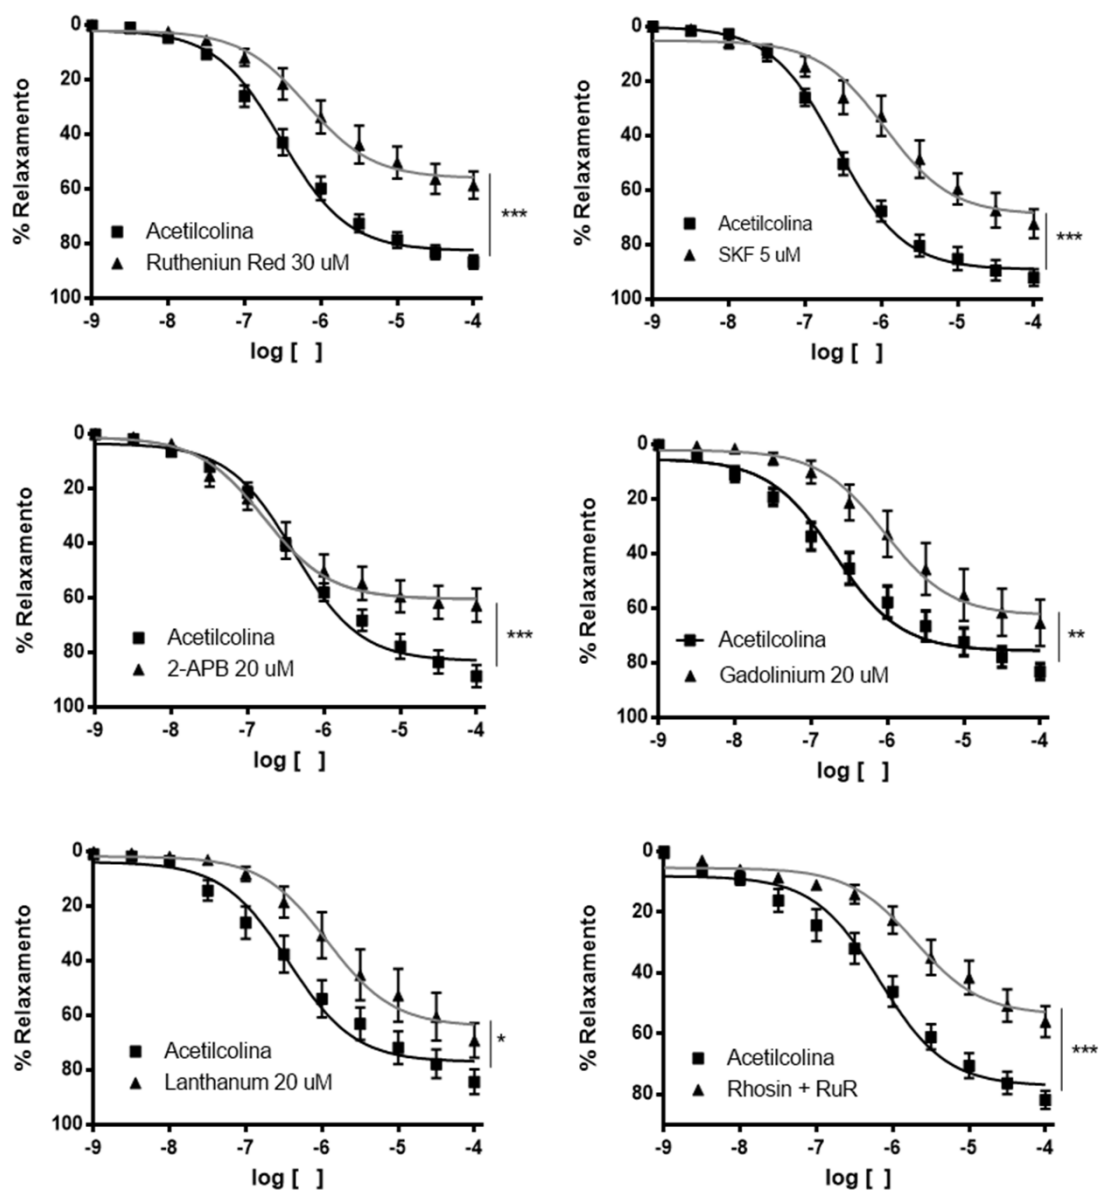 % Relaxamento
0
20
40
60
80
100
Acetilcolina
Rutheniun Red 30 uM
***
-9 -8 -7 -6 -5 -4
log [ ]
% Relaxamento
0
20
40
60
80
100
Acetilcolina
SKF 5 uM
***
-9 -8 -7 -6 -5 -4
log [ ]
% Relaxamento
0
20
40
60
80
100
Acetilcolina
2-APB 20 uM
***
-9 -8 -7 -6 -5 -4
log [ ]
% Relaxamento
0
20
40
60
80
100
Acetilcolina
Gadolinium 20 uM
**
-9 -8 -7 -6 -5 -4
log [ ]
% Relaxamento
0
20
40
60
80
100
Acetilcolina
Lanthanum 20 uM
*
-9 -8 -7 -6 -5 -4
log [ ]
% Relaxamento
0
20
40
60
80
Acetilcolina
Rhosin + RuR
***
-9 -8 -7 -6 -5 -4
log [ ]